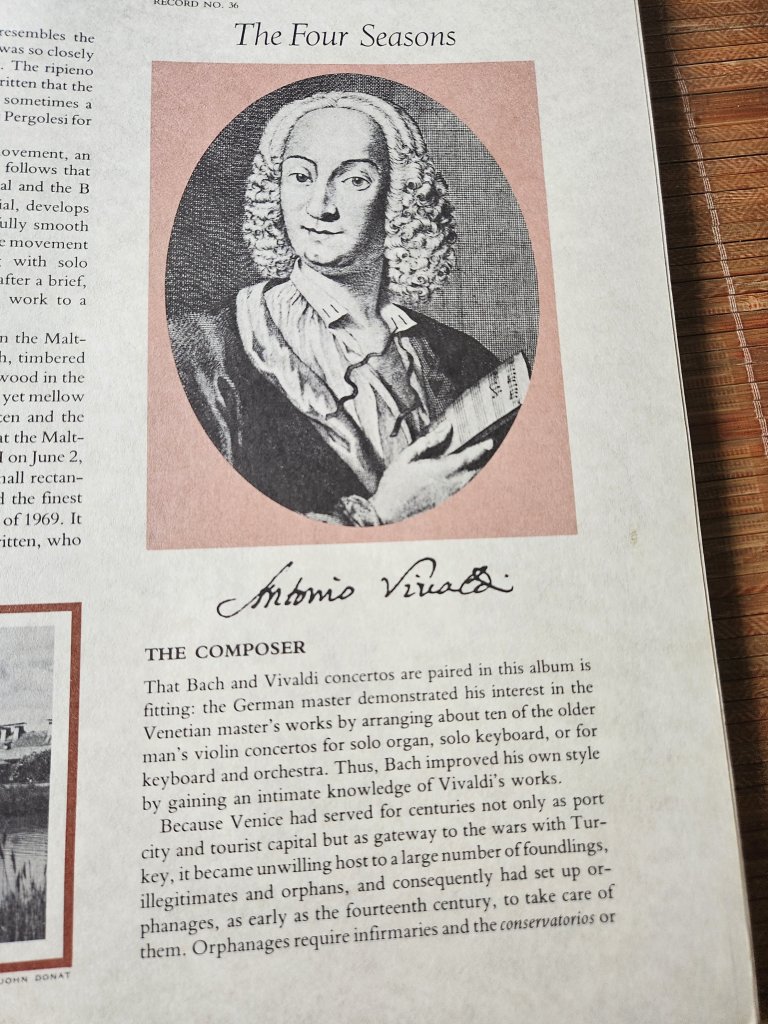 resembles the
was so closely
. The ripieno
ritten that the
sometimes a
Pergolesi for
ovement, an
follows that
al and the B
ial, develops
fully smooth
e movement
with solo
after a brief,
work to a
n the Malt-
h, timbered
wood in the
yet mellow
ten and the
at the Malt-
on June 2,
mall rectan-
d the finest
of 1969. It
ritten, who
JOHN DONAT
RECORD NO. 36
The Four Seasons
Antonio Vivaldi
THE COMPOSER
That Bach and Vivaldi concertos are paired in this album is
fitting: the German master demonstrated his interest in the
Venetian master's works by arranging about ten of the older
man's violin concertos for solo organ, solo keyboard, or for
keyboard and orchestra. Thus, Bach improved his own style
by gaining an intimate knowledge of Vivaldi's works.
Because Venice had served for centuries not only as port
city and tourist capital but as gateway to the wars with Tur-
key, it became unwilling host to a large number of foundlings,
illegitimates and orphans, and consequently had set up or-
phanages, as early as the fourteenth century, to take care of
them. Orphanages require infirmaries and the conservatorios or